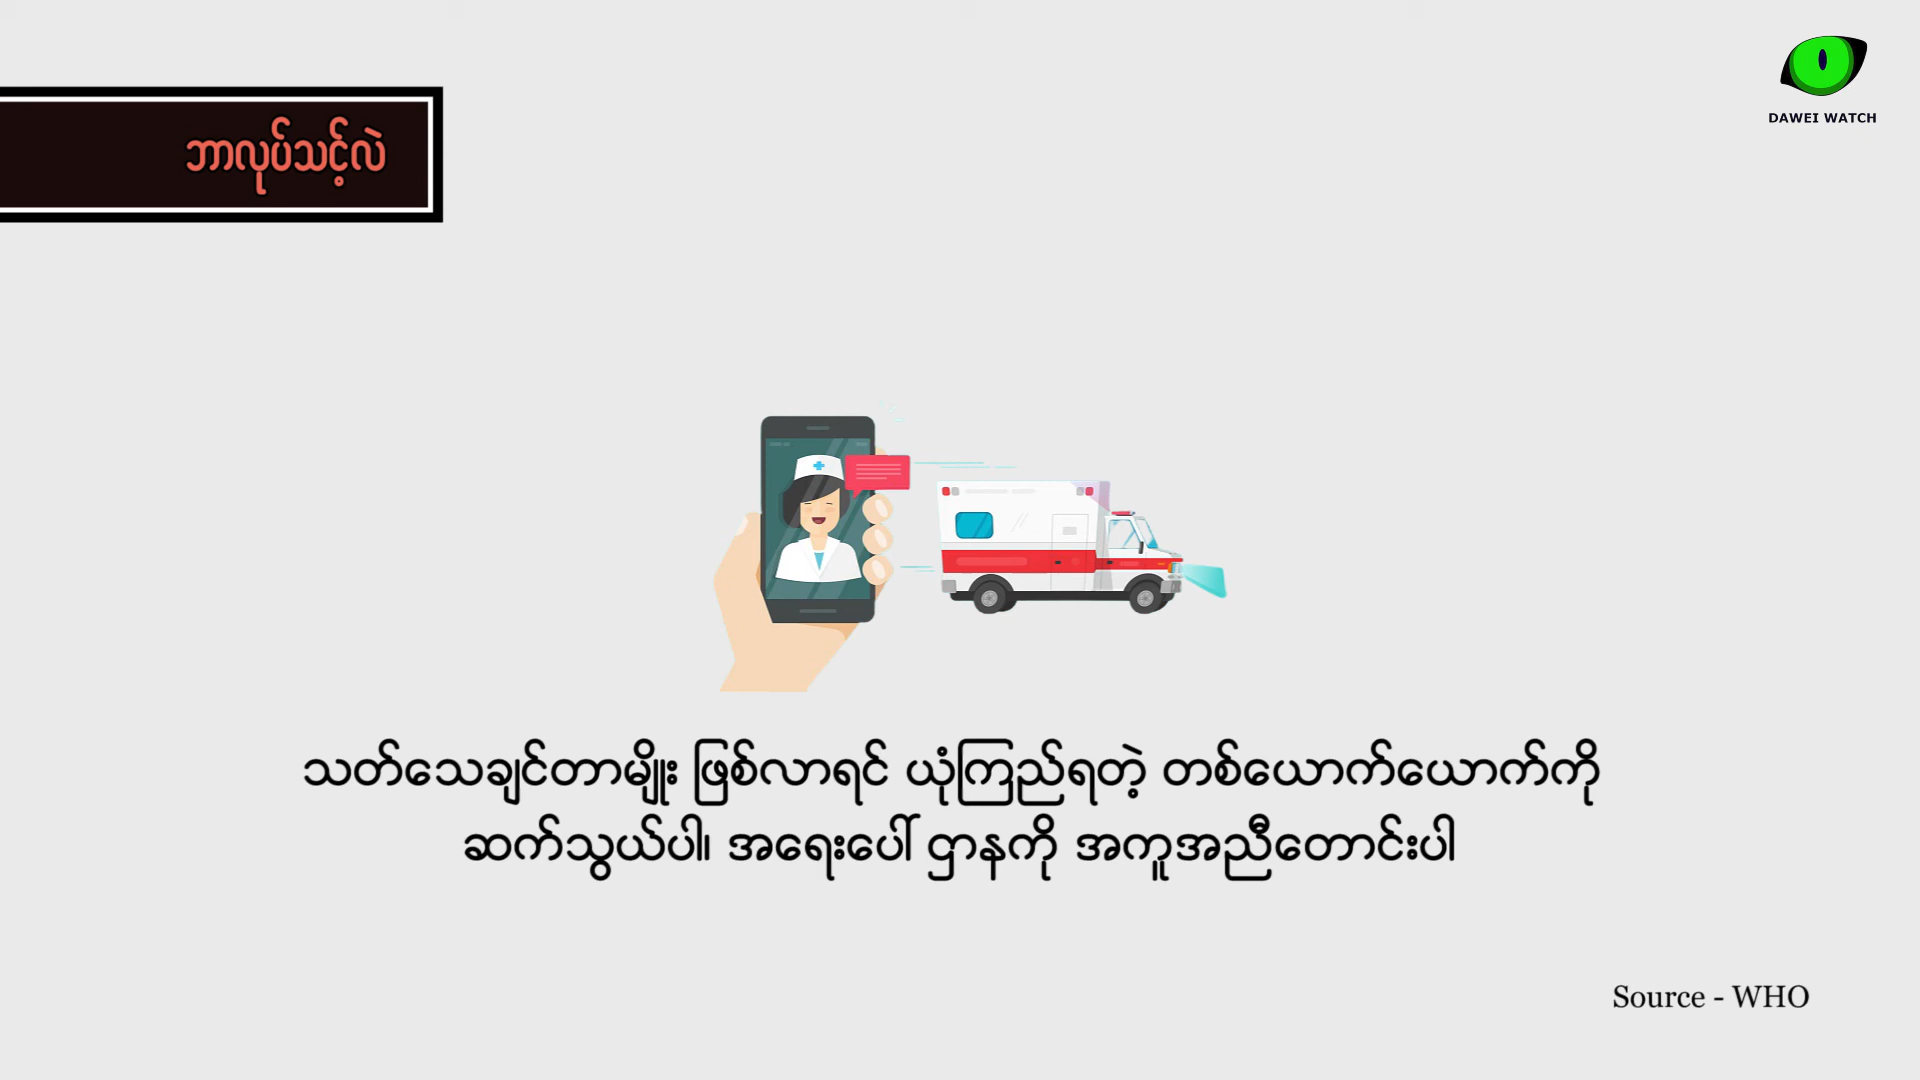 DAWEI WATCH
ဘာလုပ်သင့်လဲ
သတ်သေချင်တာမျိုး ဖြစ်လာရင် ယုံကြည်ရတဲ့ တစ်ယောက်ယောက်ကို
ဆက်သွယ်ပါ၊ အရေးပေါ် ဌာနကို အကူအညီတောင်းပါ
Source - WHO